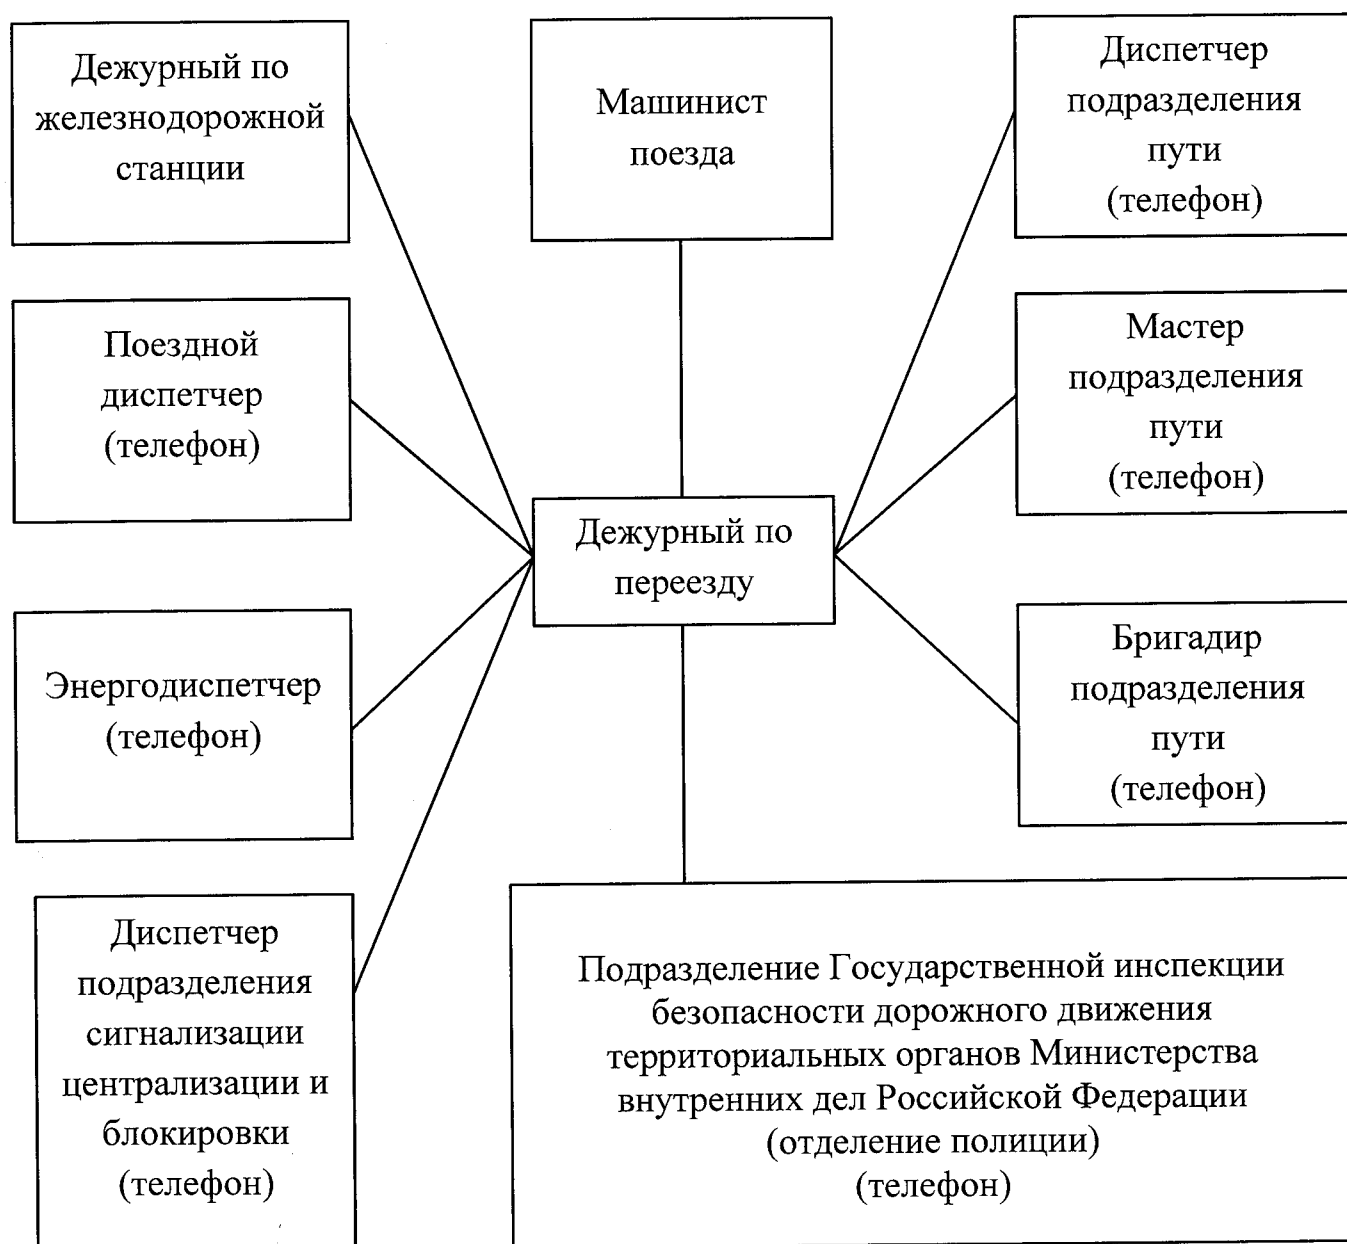 Дежурный по
железнодорожной
станции
Машинист
поезда
Диспетчер
подразделения
пути
(телефон)
Поездной
диспетчер
(телефон)
Мастер
подразделения
пути
(телефон)
Дежурный по
переезду
Энергодиспетчер
(телефон)
Бригадир
подразделения
пути
(телефон)
Диспетчер
подразделения
сигнализации
централизации и
блокировки
(телефон)
Подразделение Государственной инспекции
безопасности дорожного движения
территориальных органов Министерства
внутренних дел Российской Федерации
(отделение полиции)
(телефон)